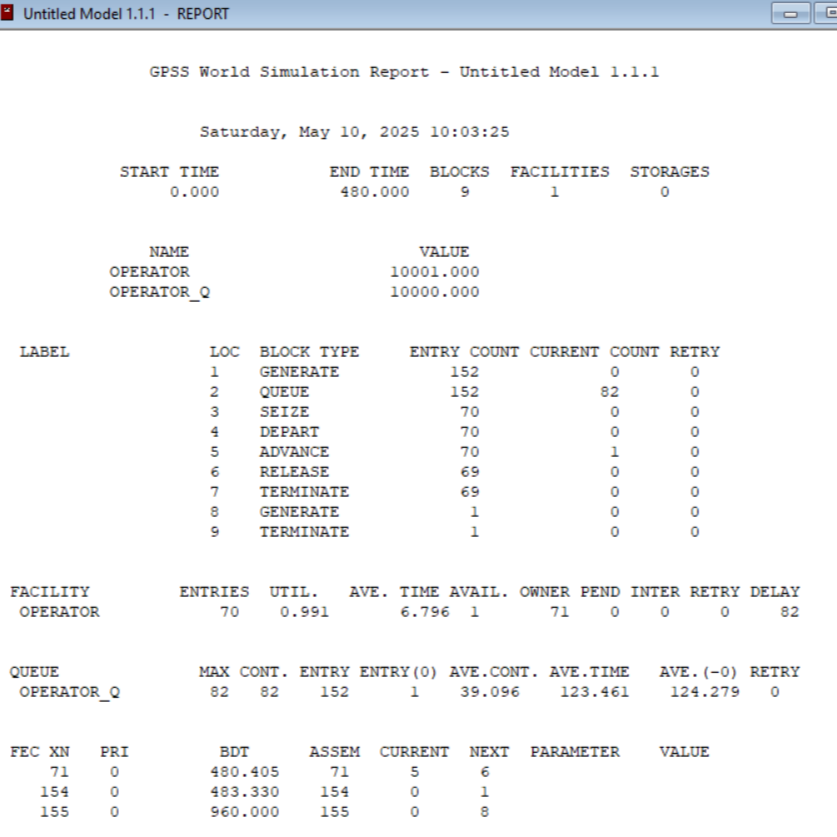 Untitled Model 1.1.1 - REPORT
GPSS World Simulation Report - Untitled Model 1.1.1
Saturday, May 10, 2025 10:03:25
START TIME END TIME BLOCKS FACILITIES STORAGES
0.000 480.000 9 1 0
NAME VALUE
OPERATOR 10001.000
OPERATOR_Q 10000.000
LABEL LOC BLOCK TYPE ENTRY COUNT CURRENT COUNT RETRY
1 GENERATE 152 0 0
2 QUEUE 152 82 0
3 SEIZE 70 0 0
4 DEPART 70 0 0
5 ADVANCE 70 1 0
6 RELEASE 69 0 0
7 TERMINATE 69 0 0
8 GENERATE 1 0 0
9 TERMINATE 1 0 0
FACILITY ENTRIES UTIL. AVE. TIME AVAIL. OWNER PEND INTER RETRY DELAY
OPERATOR 70 0.991 6.796 1 71 0 0 0 82
QUEUE MAX CONT. ENTRY ENTRY(0) AVE.CONT. AVE.TIME AVE.(-0) RETRY
OPERATOR_Q 82 82 152 1 39.096 123.461 124.279 0
FEC XN PRI BDT ASSEM CURRENT NEXT PARAMETER VALUE
71 0 480.405 71 5 6
154 0 483.330 154 0 1
155 0 960.000 155 0 8